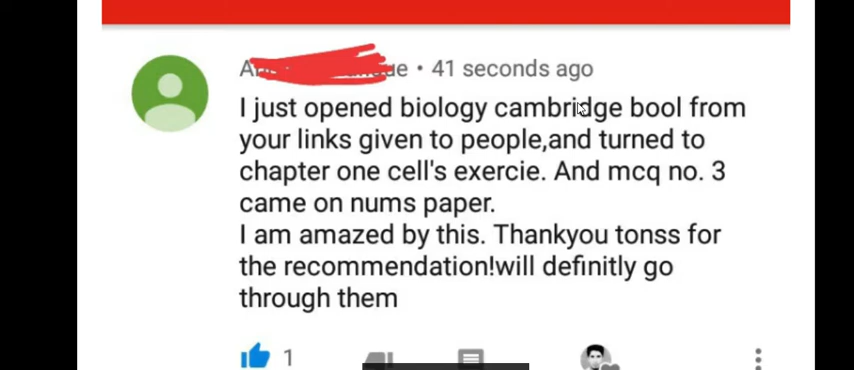 • 41 seconds ago
I just opened biology cambridge bool from
your links given to people,and turned to
chapter one cell's exercie. And mcq no. 3
came on nums paper.
I am amazed by this. Thankyou tonss for
the recommendation!will definitly go
through them
1